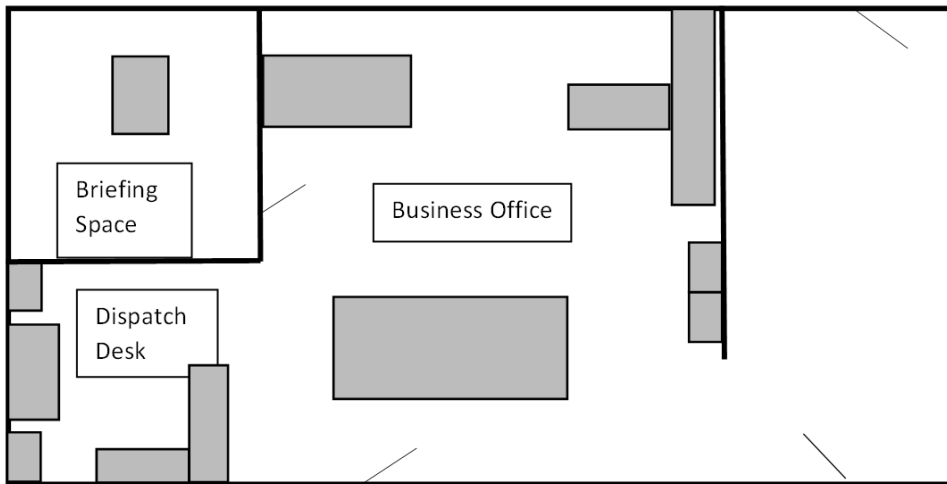 Briefing
Space
Business Office
Dispatch
Desk